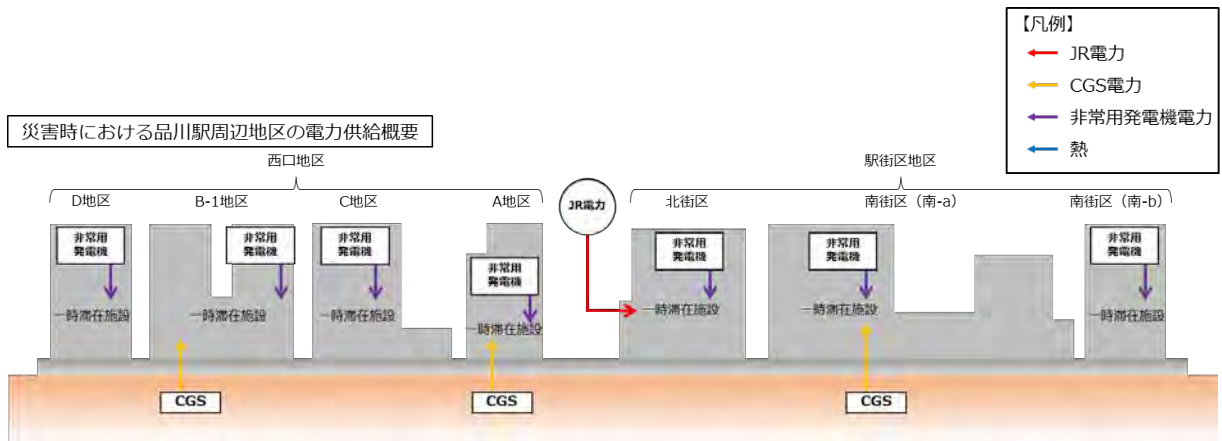 【凡例】
JR電力
CGS電力
非常用発電機電力
熱
災害時における品川駅周辺地区の電力供給概要
西口地区
駅街区地区
D地区
B-1地区
C地区
A地区
JR電力
北街区
南街区（南-a）
南街区（南-b）
非常用
発電機
非常用
発電機
非常用
発電機
非常用
発電機
非常用
発電機
非常用
発電機
非常用
発電機
一時滞在施設
一時滞在施設
一時滞在施設
一時滞在施設
一時滞在施設
一時滞在施設
一時滞在施設
CGS
CGS
CGS